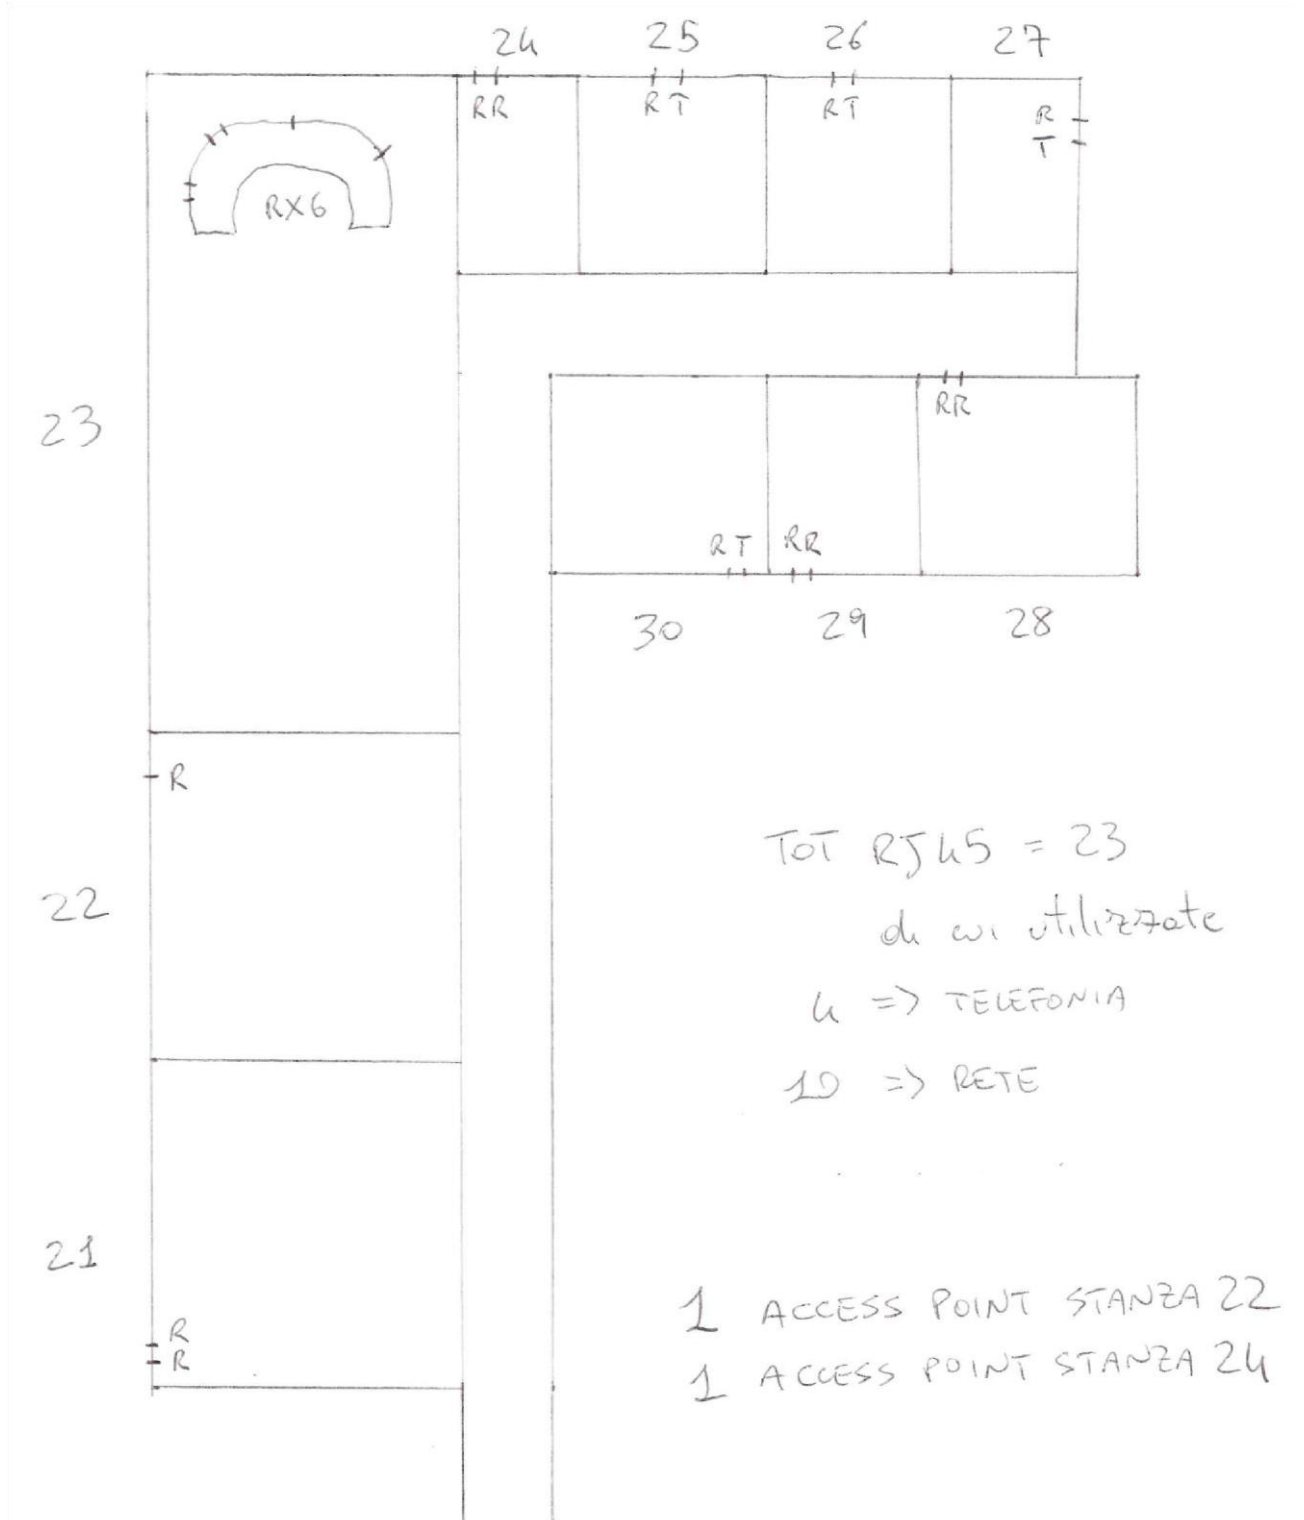 24
25
26
27
RR
RT
RT
R
T
RX6
23
RR
RT
RR
30
29
28
R
22
TOT RJ45 = 23
di cui utilizzate
4 => TELEFONIA
10 => RETE
21
R
R
1 ACCESS POINT STANZA 22
1 ACCESS POINT STANZA 24